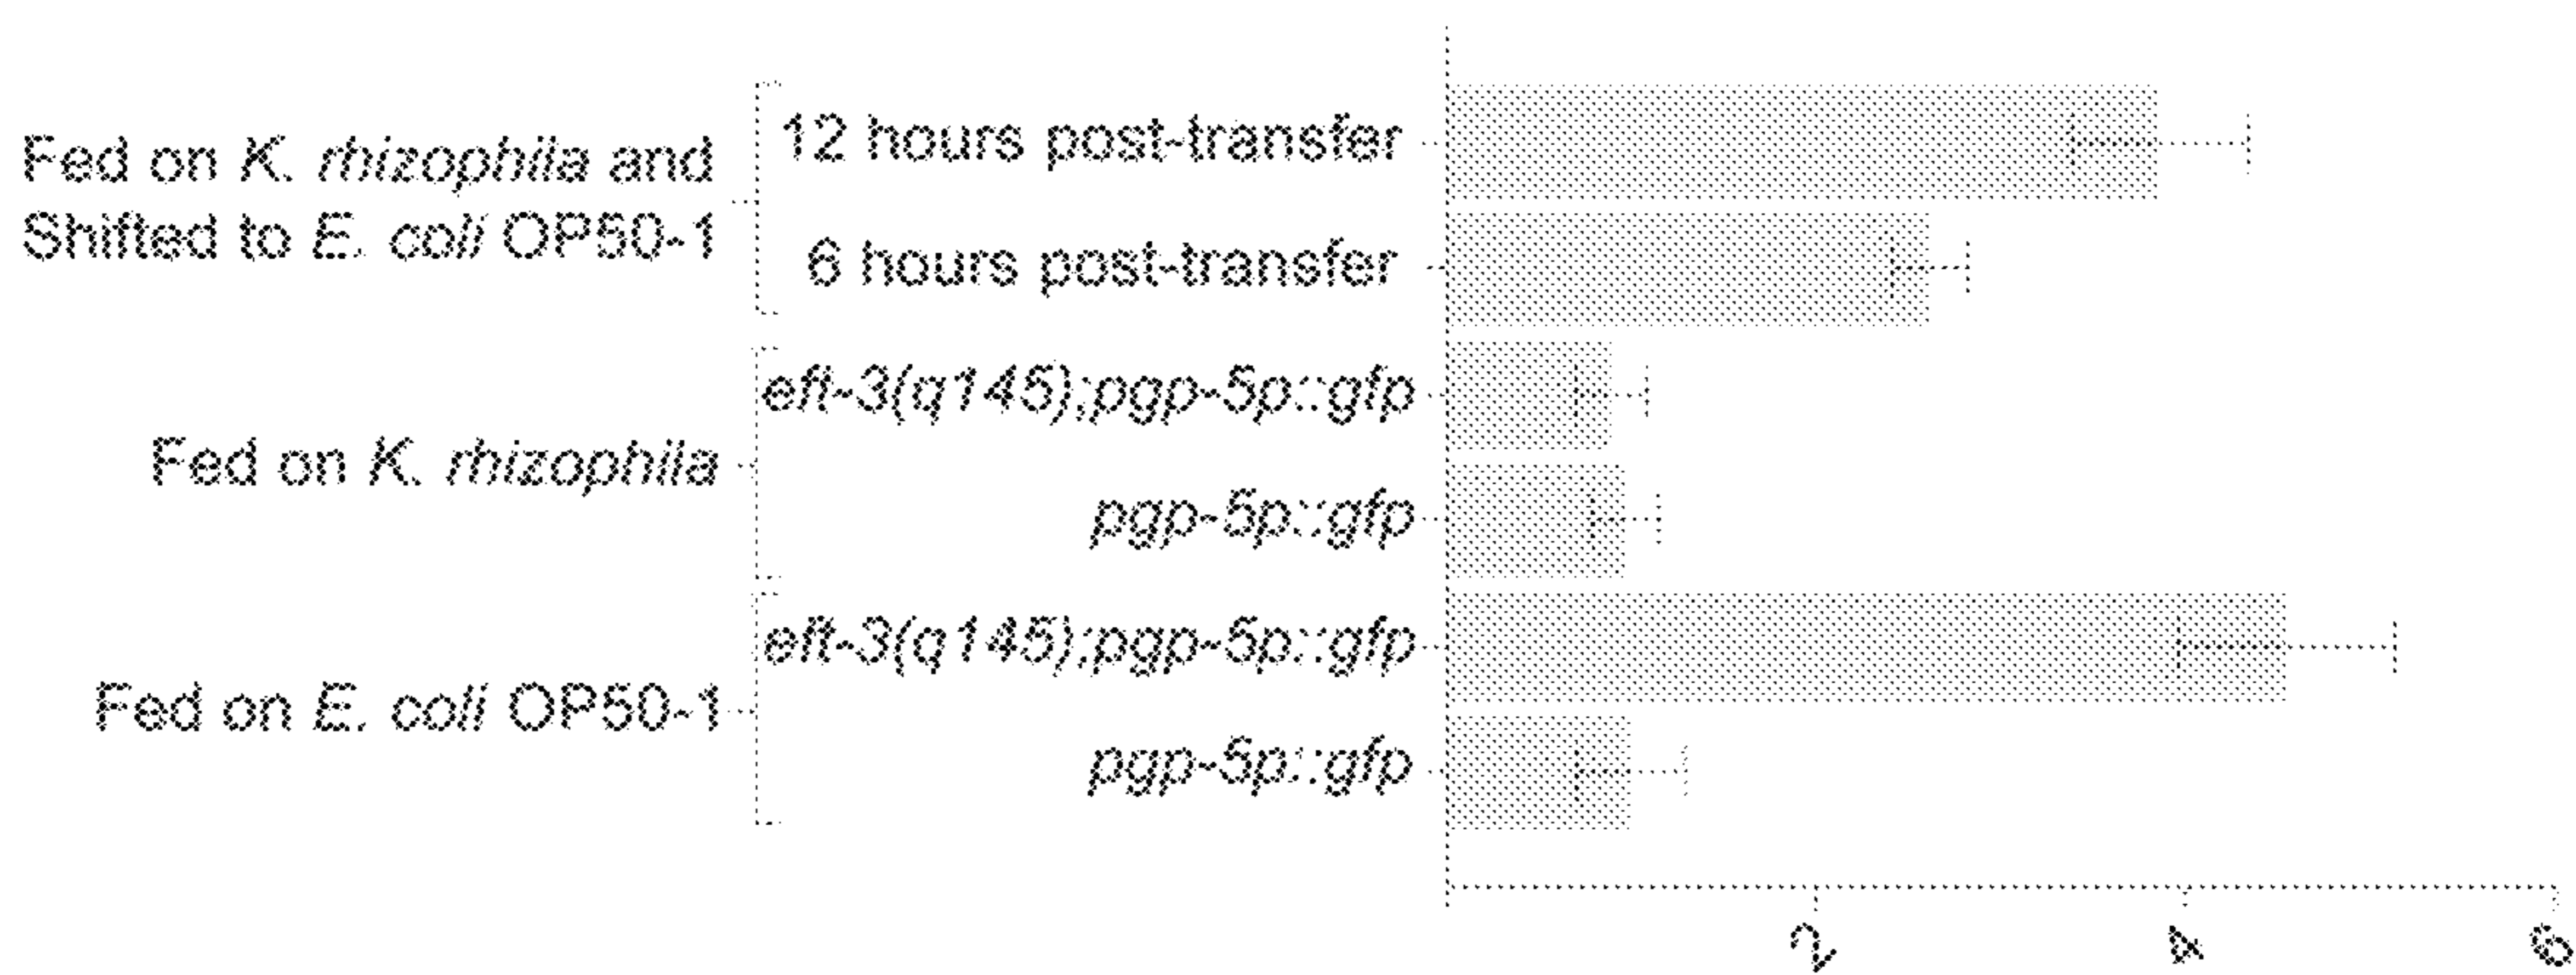 Fed on K. rhizophila and
Shifted to E. coli OP50-1
12 hours post-transfer
6 hours post-transfer
Fed on K. rhizophila
eft-3(q145);pgp-5p::gfp
pgp-5p::gfp
Fed on E. coli OP50-1
eft-3(q145);pgp-5p::gfp
pgp-5p::gfp
2
4
6